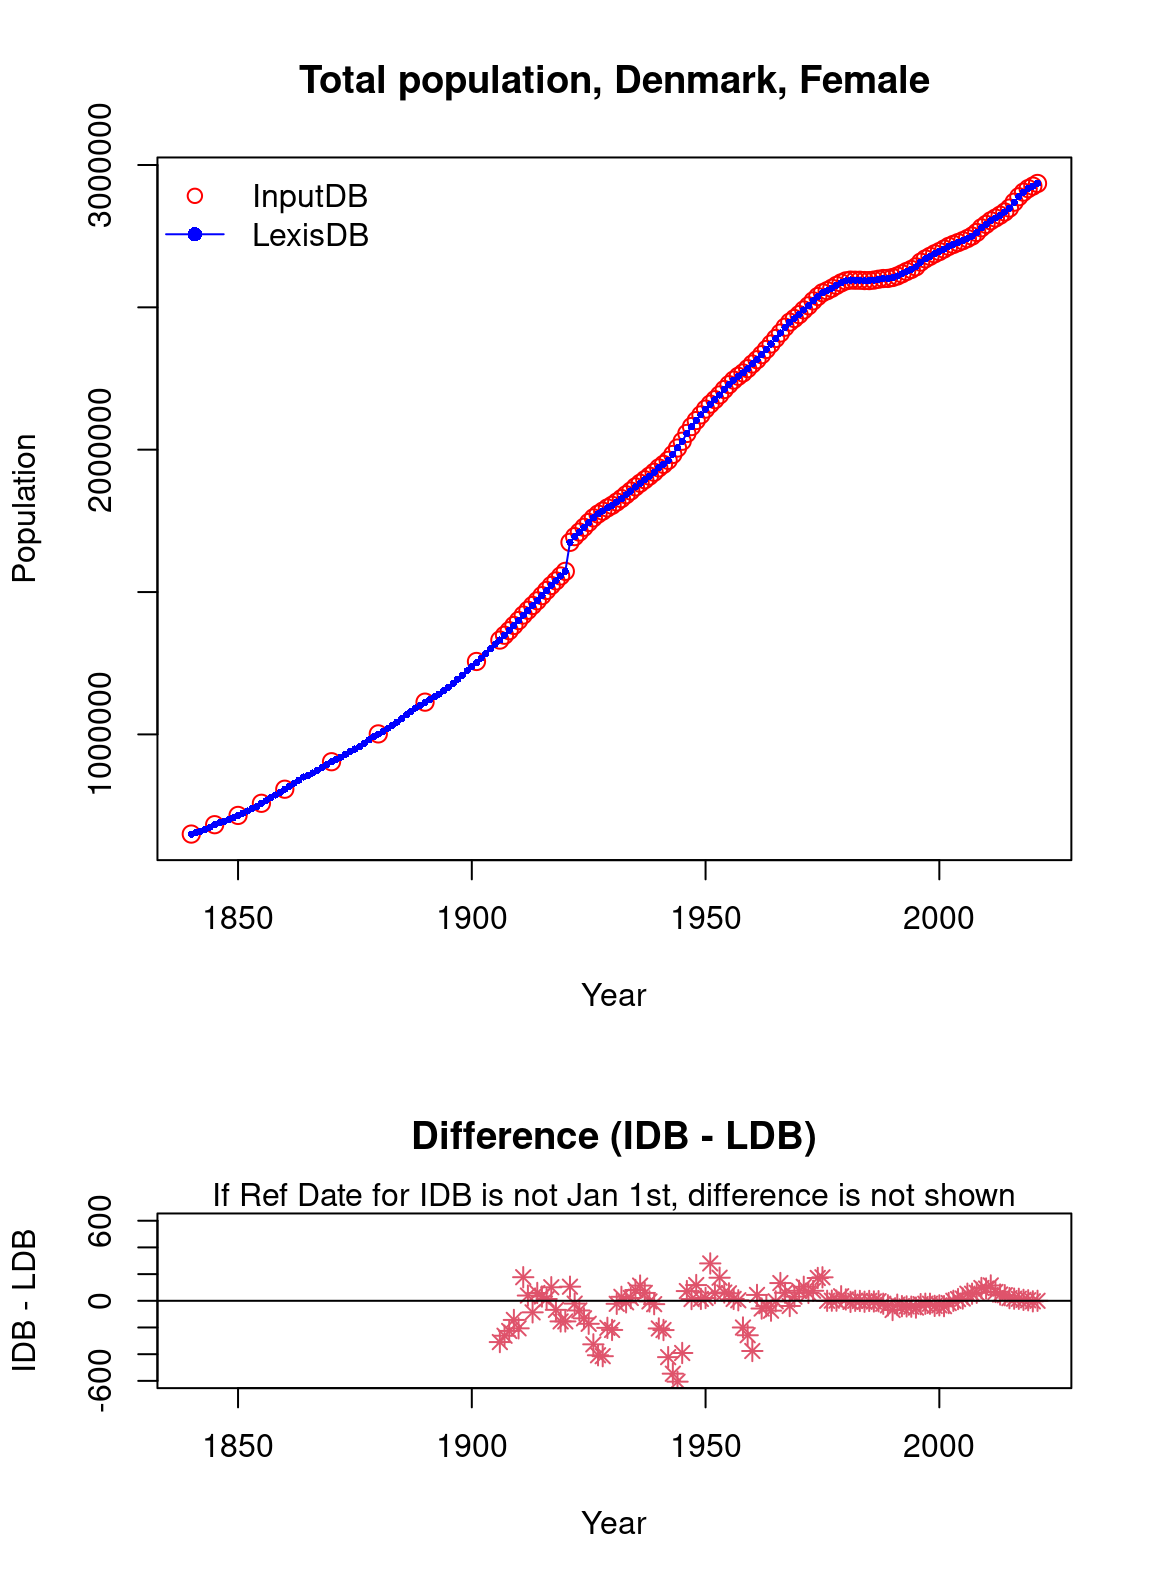 Total population, Denmark, Female
3000000
2000000
1000000
Population
InputDB
LexisDB
1850 1900 1950 2000
Year
Difference (IDB - LDB)
If Ref Date for IDB is not Jan 1st, difference is not shown
600
0
-600
IDB - LDB
1850 1900 1950 2000
Year